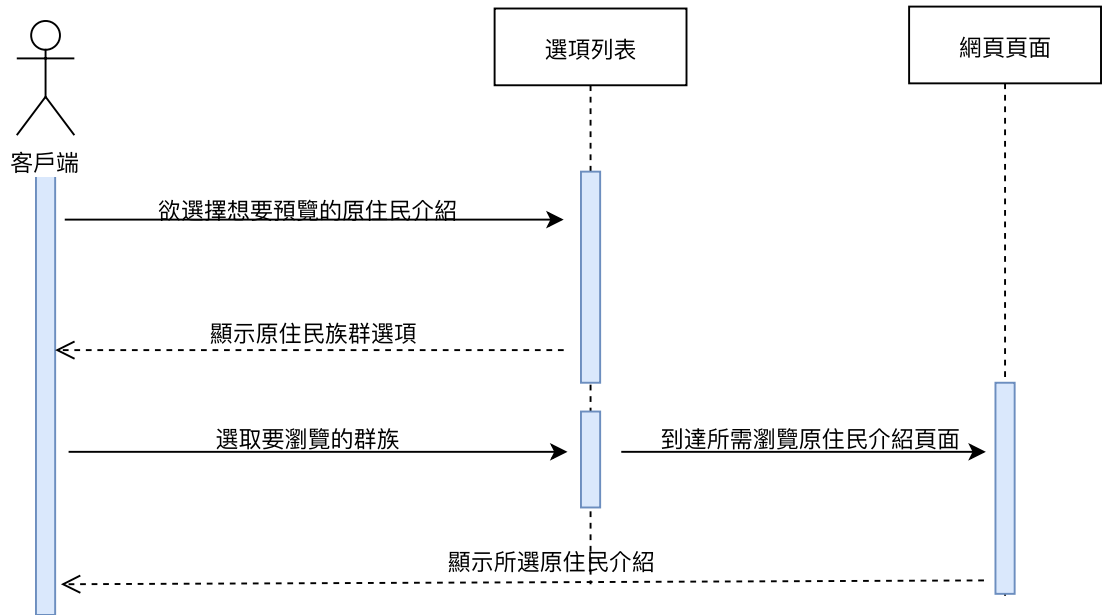 選項列表
網頁頁面
客戶端
欲選擇想要預覽的原住民介紹
顯示原住民族群選項
選取要瀏覽的群族
到達所需瀏覽原住民介紹頁面
顯示所選原住民介紹